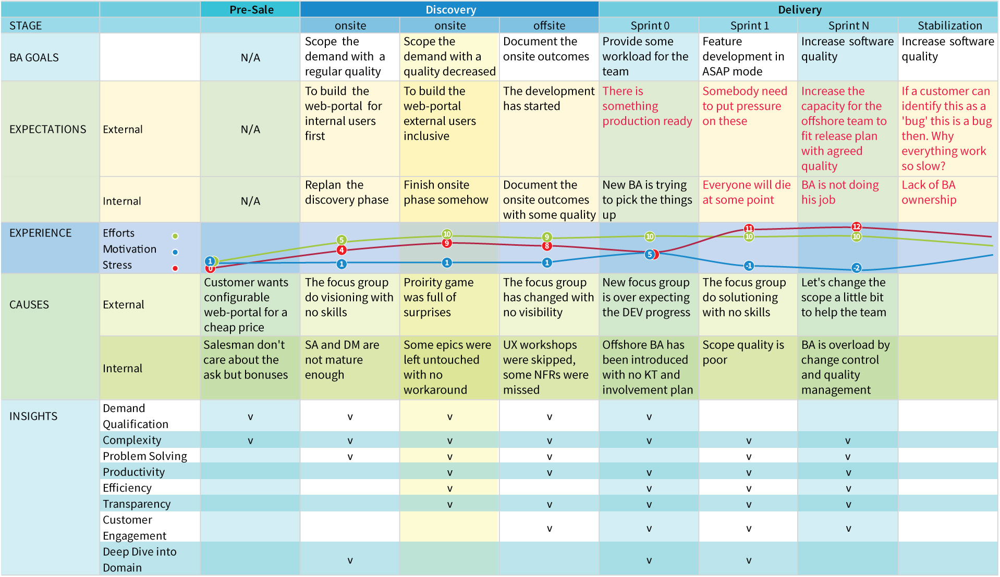 Pre-Sale
Discovery
Delivery
STAGE
onsite
onsite
offsite
Sprint 0
Sprint 1
Sprint N
Stabilization
BA GOALS
N/A
Scope the
demand with a
regular quality
Scope the
demand with a
quality decreased
Document the
onsite outcomes
Provide some
workload for the
team
Feature
development in
ASAP mode
Increase software
quality
Increase software
quality
EXPECTATIONS
External
N/A
To build the
web-portal for
internal users
first
To build the
web-portal
external users
inclusive
The development
has started
There is
something
production ready
Somebody need
to put pressure
on these
Increase the
capacity for the
offshore team to
fit release plan
with agreed
quality
If a customer can
identify this as a
'bug' this is a bug
then. Why
everything work
so slow?
Internal
N/A
Replan the
discovery phase
Finish onsite
phase somehow
Document the
onsite outcomes
with some quality
New BA is trying
to pick the things
up
Everyone will die
at some point
BA is not doing
his job
Lack of BA
ownership
EXPERIENCE
Efforts
Motivation
Stress
1
0
5
4
1
10
9
1
9
8
1
10
5
11
10
-1
12
10
-2
CAUSES
External
Customer wants
configurable
web-portal for a
cheap price
The focus group
do visioning with
no skills
Proirity game
was full of
surprises
The focus group
has changed with
no visibility
New focus group
is over expecting
the DEV progress
The focus group
do solutioning
with no skills
Let's change the
scope a little bit
to help the team
Internal
Salesman don't
care about the
ask but bonuses
SA and DM are
not mature
enough
Some epics were
left untouched
with no
workaround
UX workshops
were skipped,
some NFRs were
missed
Offshore BA has
been introduced
with no KT and
involvement plan
Scope quality is
poor
BA is overload by
change control
and quality
management
INSIGHTS
Demand
Qualification
v v v v v
Complexity
v v v v v v v
Problem Solving
v v v v v
Productivity
v v v v v
Efficiency
v v v v
Transparency
v v v v v
Customer
Engagement
v v v v
Deep Dive into
Domain
v v v